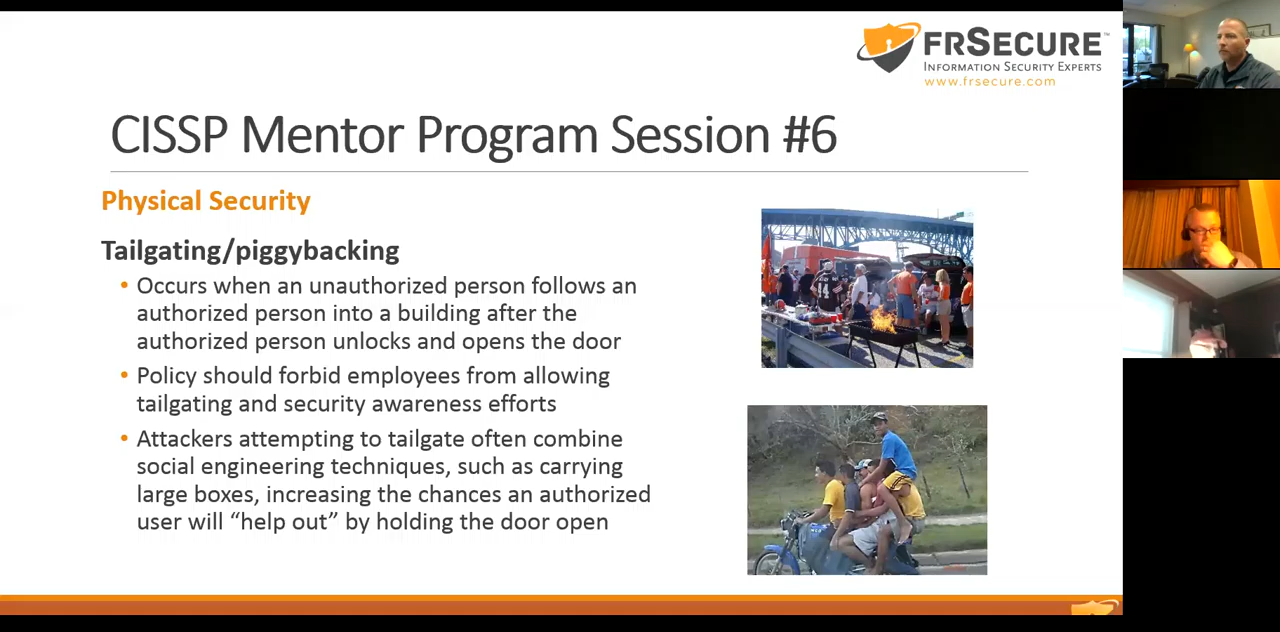 FRSECURE™
INFORMATION SECURITY EXPERTS
www.frsecure.com
CISSP Mentor Program Session #6
Physical Security
Tailgating/piggybacking
• Occurs when an unauthorized person follows an
authorized person into a building after the
authorized person unlocks and opens the door
• Policy should forbid employees from allowing
tailgating and security awareness efforts
• Attackers attempting to tailgate often combine
social engineering techniques, such as carrying
large boxes, increasing the chances an authorized
user will “help out” by holding the door open
14